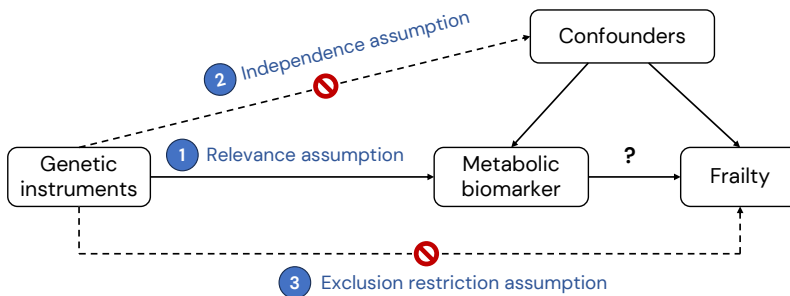 Confounders
2 Independence assumption
1 Relevance assumption
Genetic
instruments
Metabolic
biomarker
?
Frailty
3 Exclusion restriction assumption